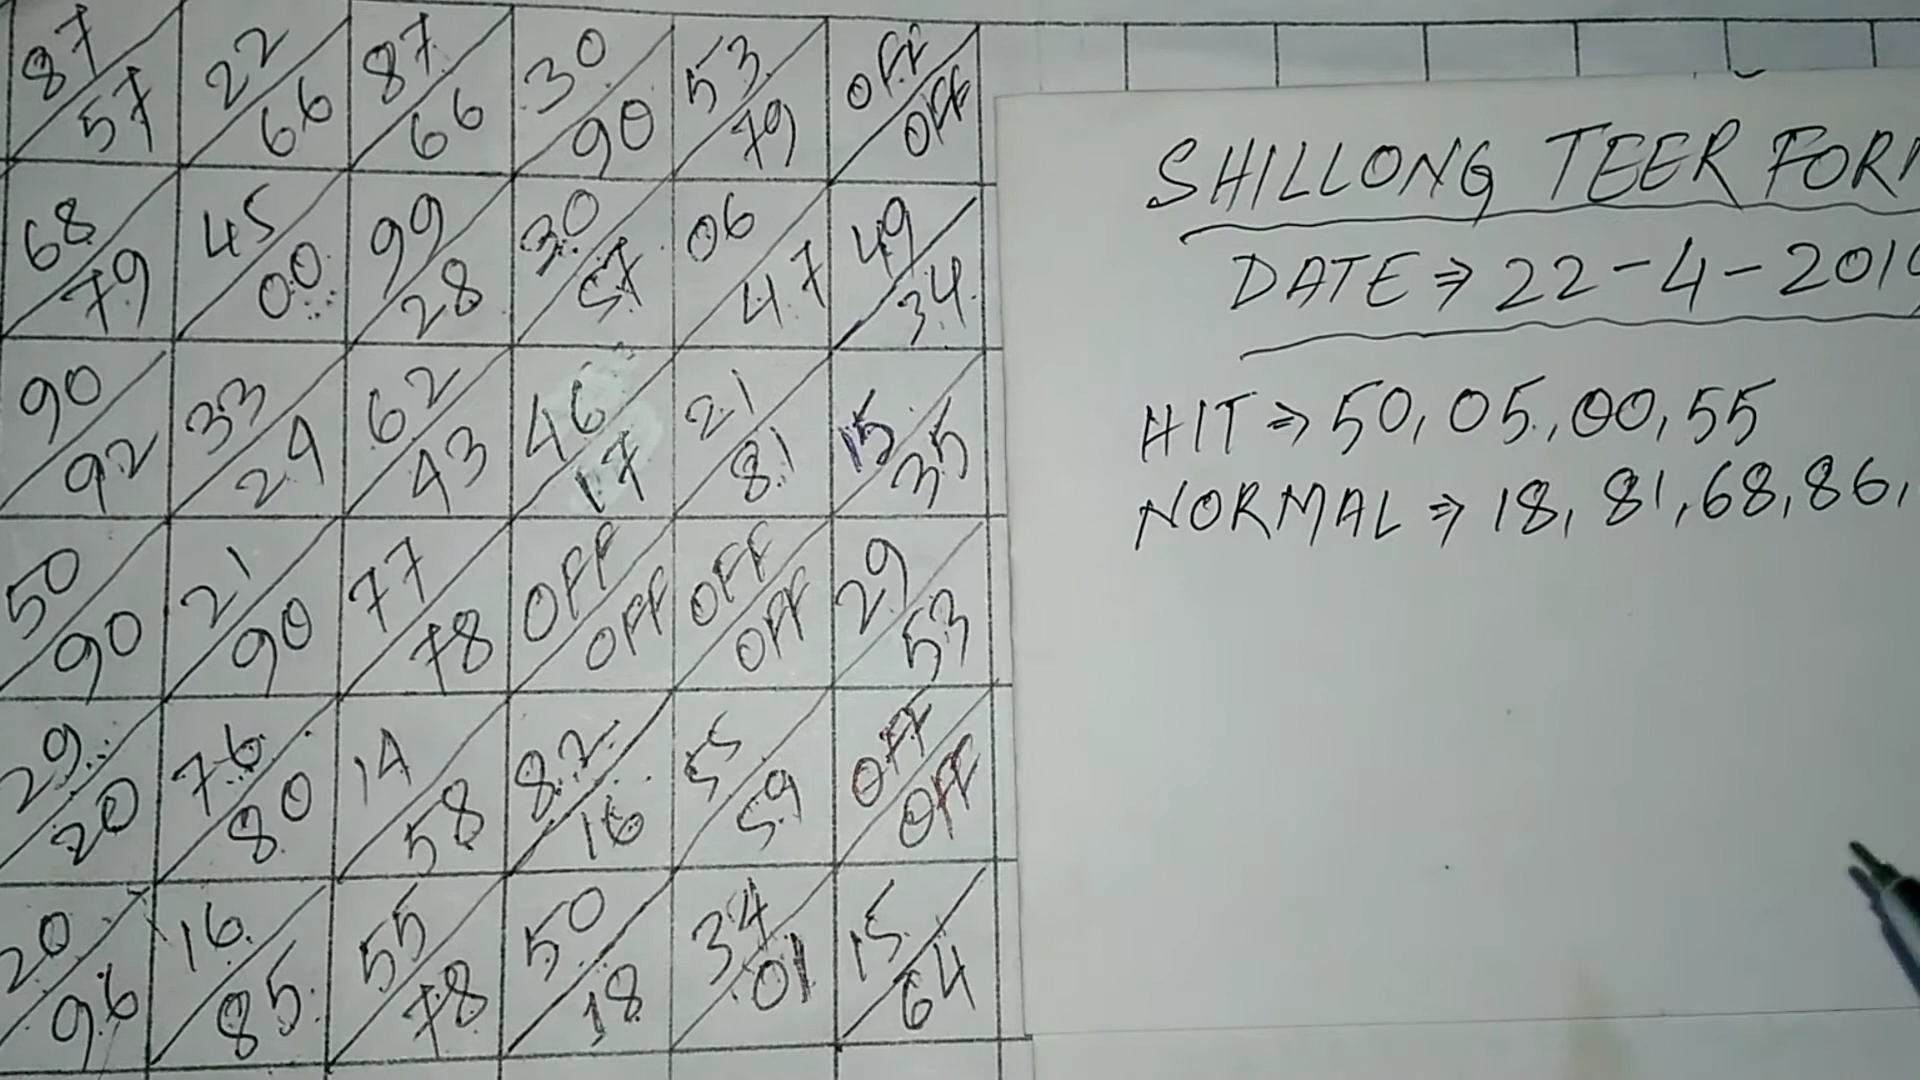 87/57 22/66 87/66 30/90 53/79 OFF/OFF
68/79 45/00 99/28 30/57 06/47 49/34
90/92 33/29 62/43 46/17 21/81 15/35
50/90 21/90 77/78 OFF/OFF OFF/OFF 29/53
29/20 76/80 14/58 82/16 55/59 OFF/OFF
20/96 16/85 55/78 50/18 34/01 15/64
SHILLONG TEER FOR
DATE ⇒ 22-4-2019
HIT ⇒ 50, 05, 00, 55
NORMAL ⇒ 18, 81, 68, 86,